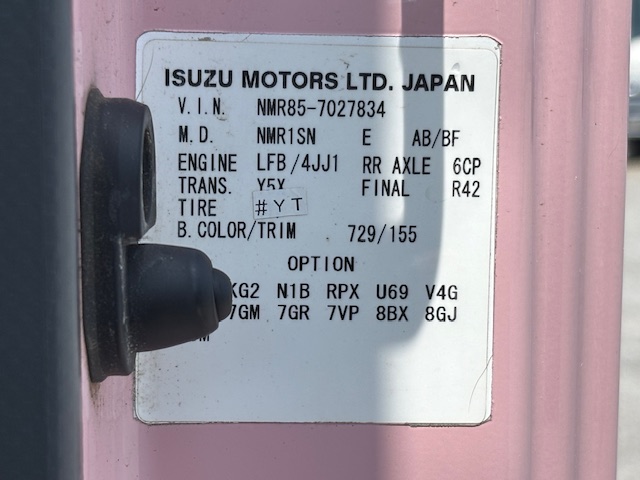 ISUZU MOTORS LTD. JAPAN
V.I.N. NMR85-7027834
M.D. NMR1SN E AB/BF
ENGINE LFB/4JJ1 RR AXLE 6CP
TRANS. Y5X FINAL R42
TIRE #YT
B.COLOR/TRIM 729/155
OPTION
KG2 N1B RPX U69 V4G
7GM 7GR 7VP 8BX 8GJ